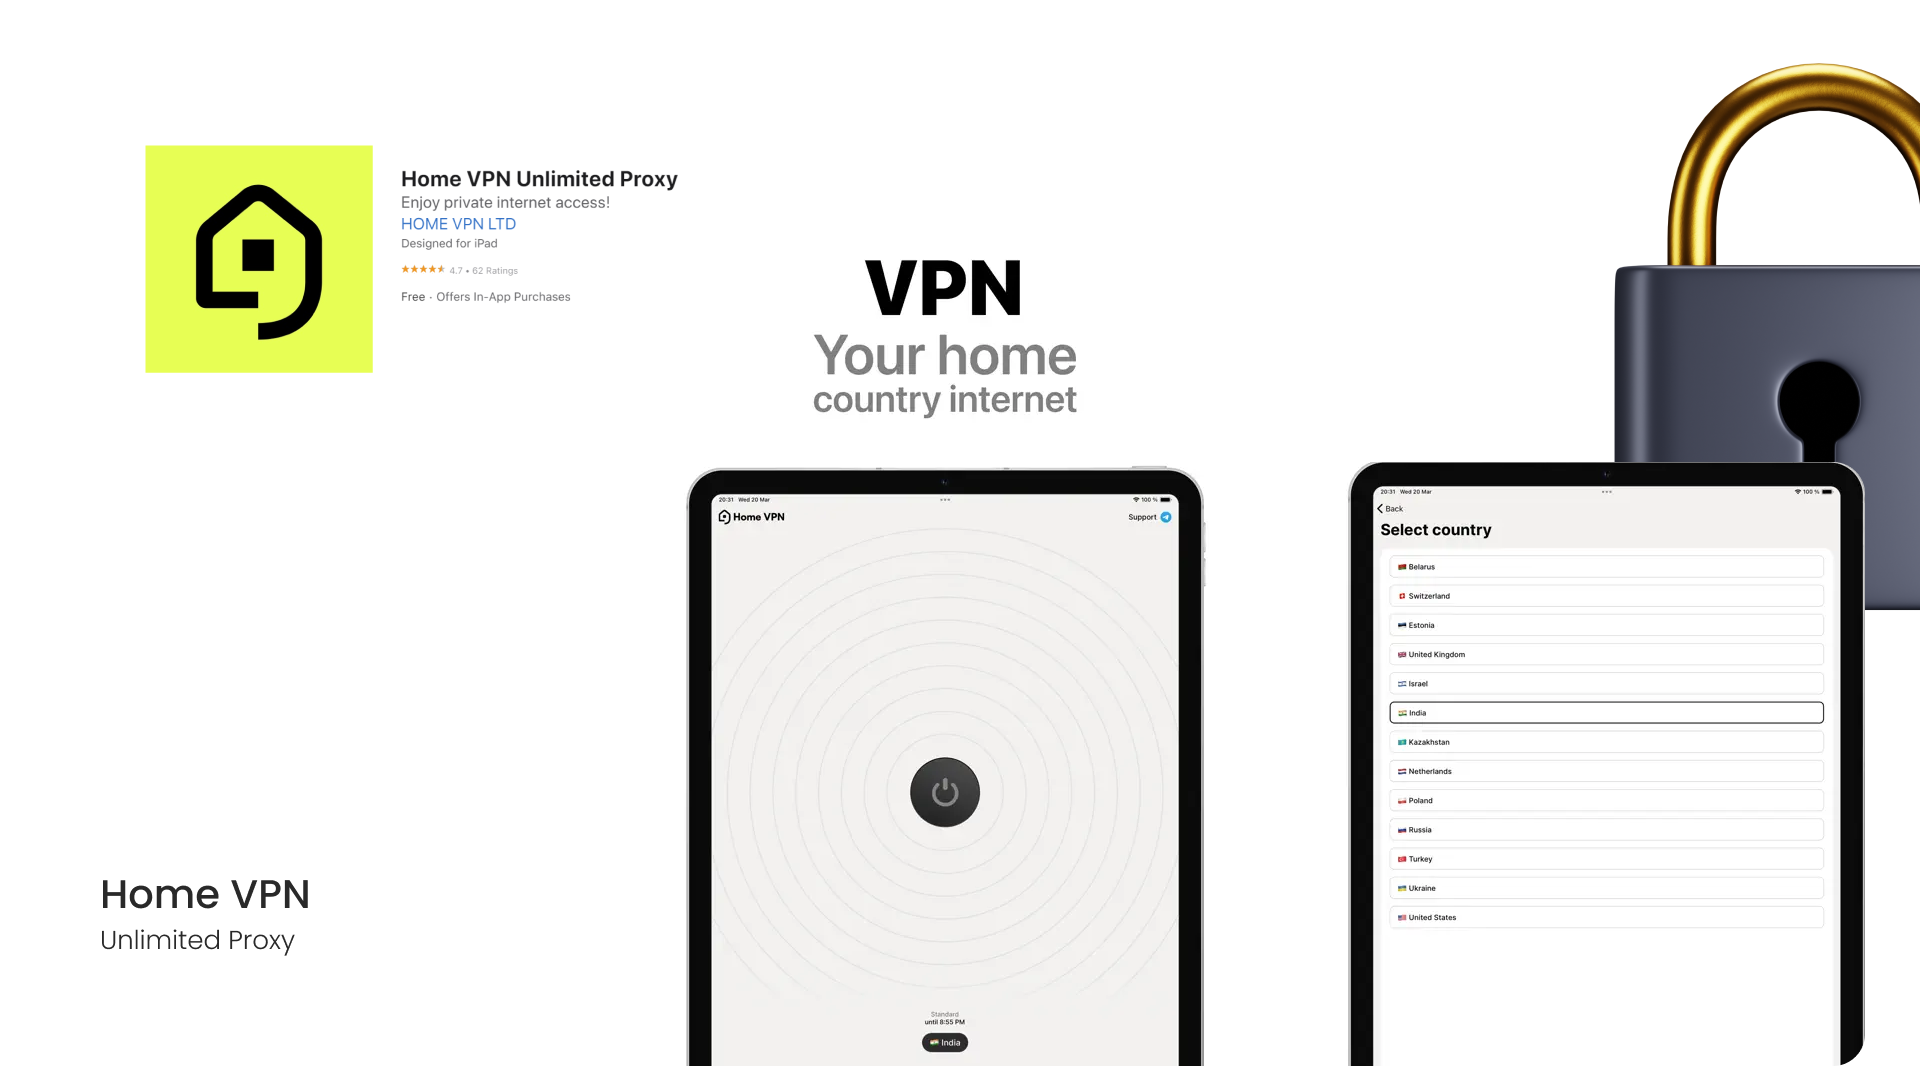 Home VPN Unlimited Proxy
Enjoy private internet access!
HOME VPN LTD
Designed for iPad
4.7 • 62 Ratings
Free · Offers In-App Purchases
VPN
Your home
country internet
20:31 Wed 20 Mar
100 %
Home VPN
Support
Standard
until 8:55 PM
India
20:31 Wed 20 Mar
100 %
Back
Select country
Belarus
Switzerland
Estonia
United Kingdom
Israel
India
Kazakhstan
Netherlands
Poland
Russia
Turkey
Ukraine
United States
Home VPN
Unlimited Proxy